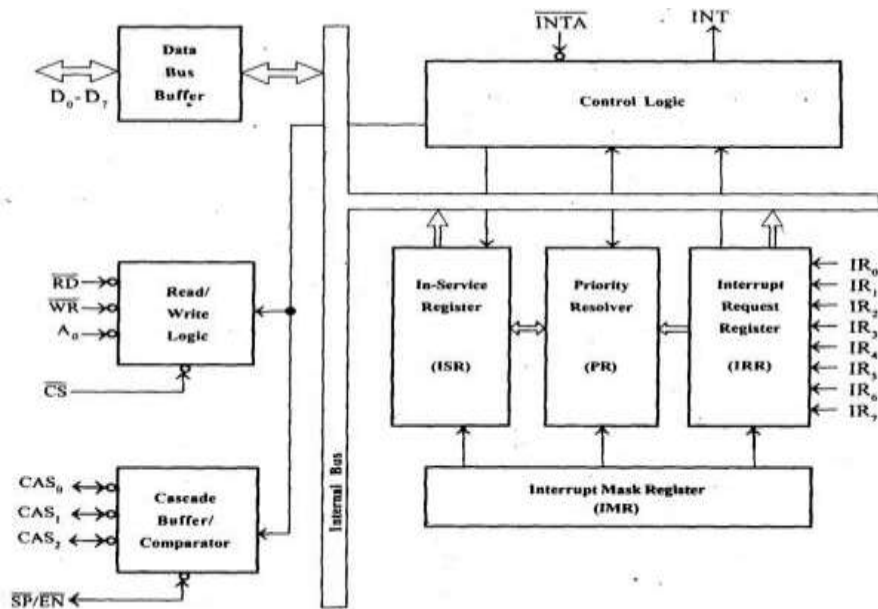 INTA
INT
Data
Bus
Buffer
D0 - D7
Control Logic
RD
WR
A0
CS
Read/
Write
Logic
In-Service
Register
(ISR)
Priority
Resolver
(PR)
Interrupt
Request
Register
(IRR)
IR0
IR1
IR2
IR3
IR4
IR5
IR6
IR7
CAS0
CAS1
CAS2
SP/EN
Cascade
Buffer/
Comparator
Internal Bus
Interrupt Mask Register
(IMR)